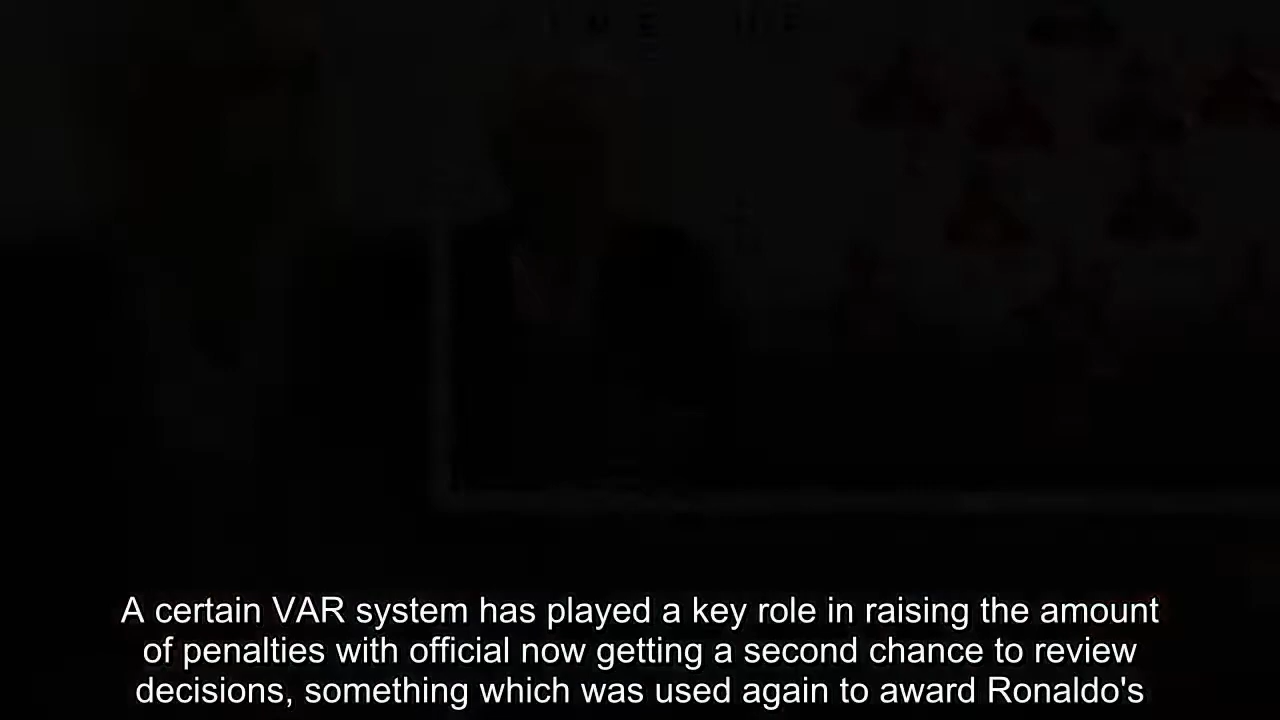 A certain VAR system has played a key role in raising the amount
of penalties with official now getting a second chance to review
decisions, something which was used again to award Ronaldo's